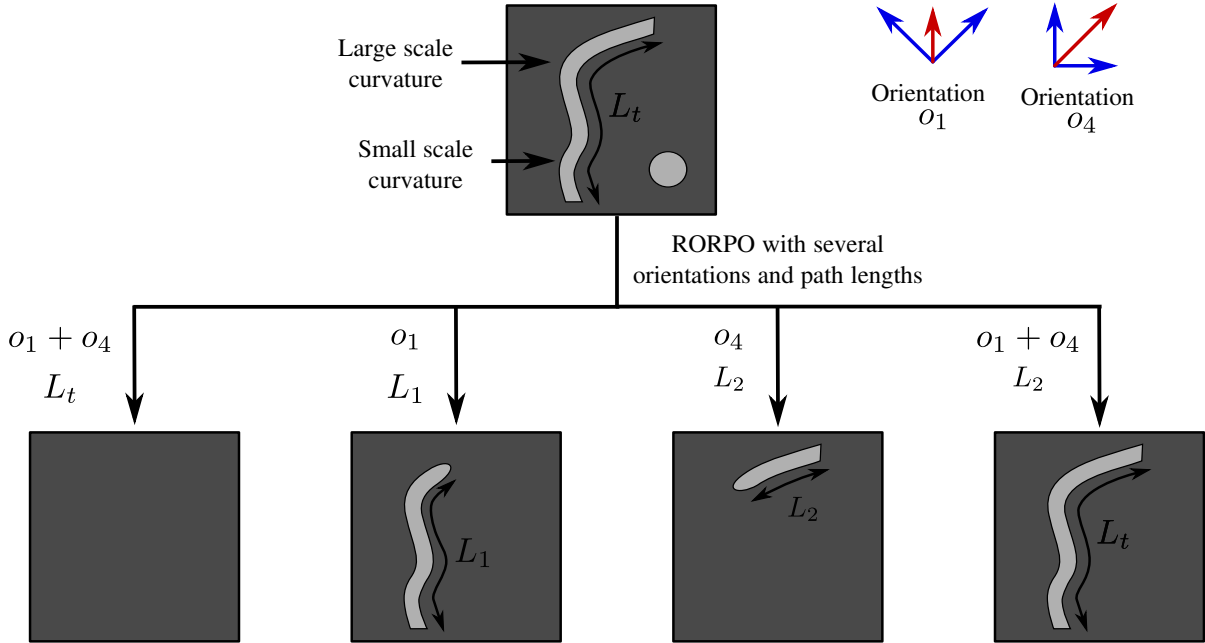 Large scale
curvature
L_t
Small scale
curvature
Orientation
o_1
Orientation
o_4
RORPO with several
orientations and path lengths
o_1 + o_4
L_t
o_1
L_1
o_4
L_2
o_1 + o_4
L_2
L_1
L_2
L_t